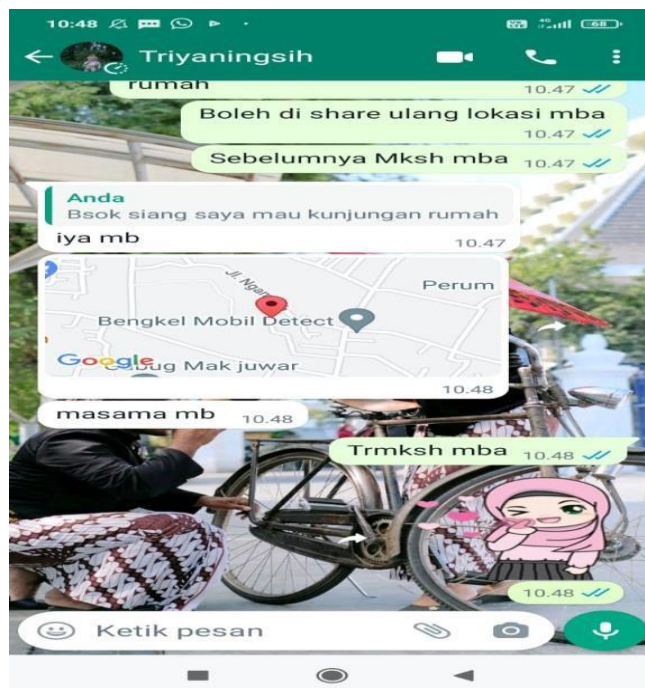 10:48
4G
68
Triyaningsih
rumah
10.47
Boleh di share ulang lokasi mba
10.47
Sebelumnya Mksh mba 10.47
Anda
Bsok siang saya mau kunjungan rumah
iya mb 10.47
Jl. Ngan
Perum
Bengkel Mobil Detect
Google
ug Mak juwar
10.48
masama mb 10.48
Trmksh mba 10.48
10.48
Ketik pesan